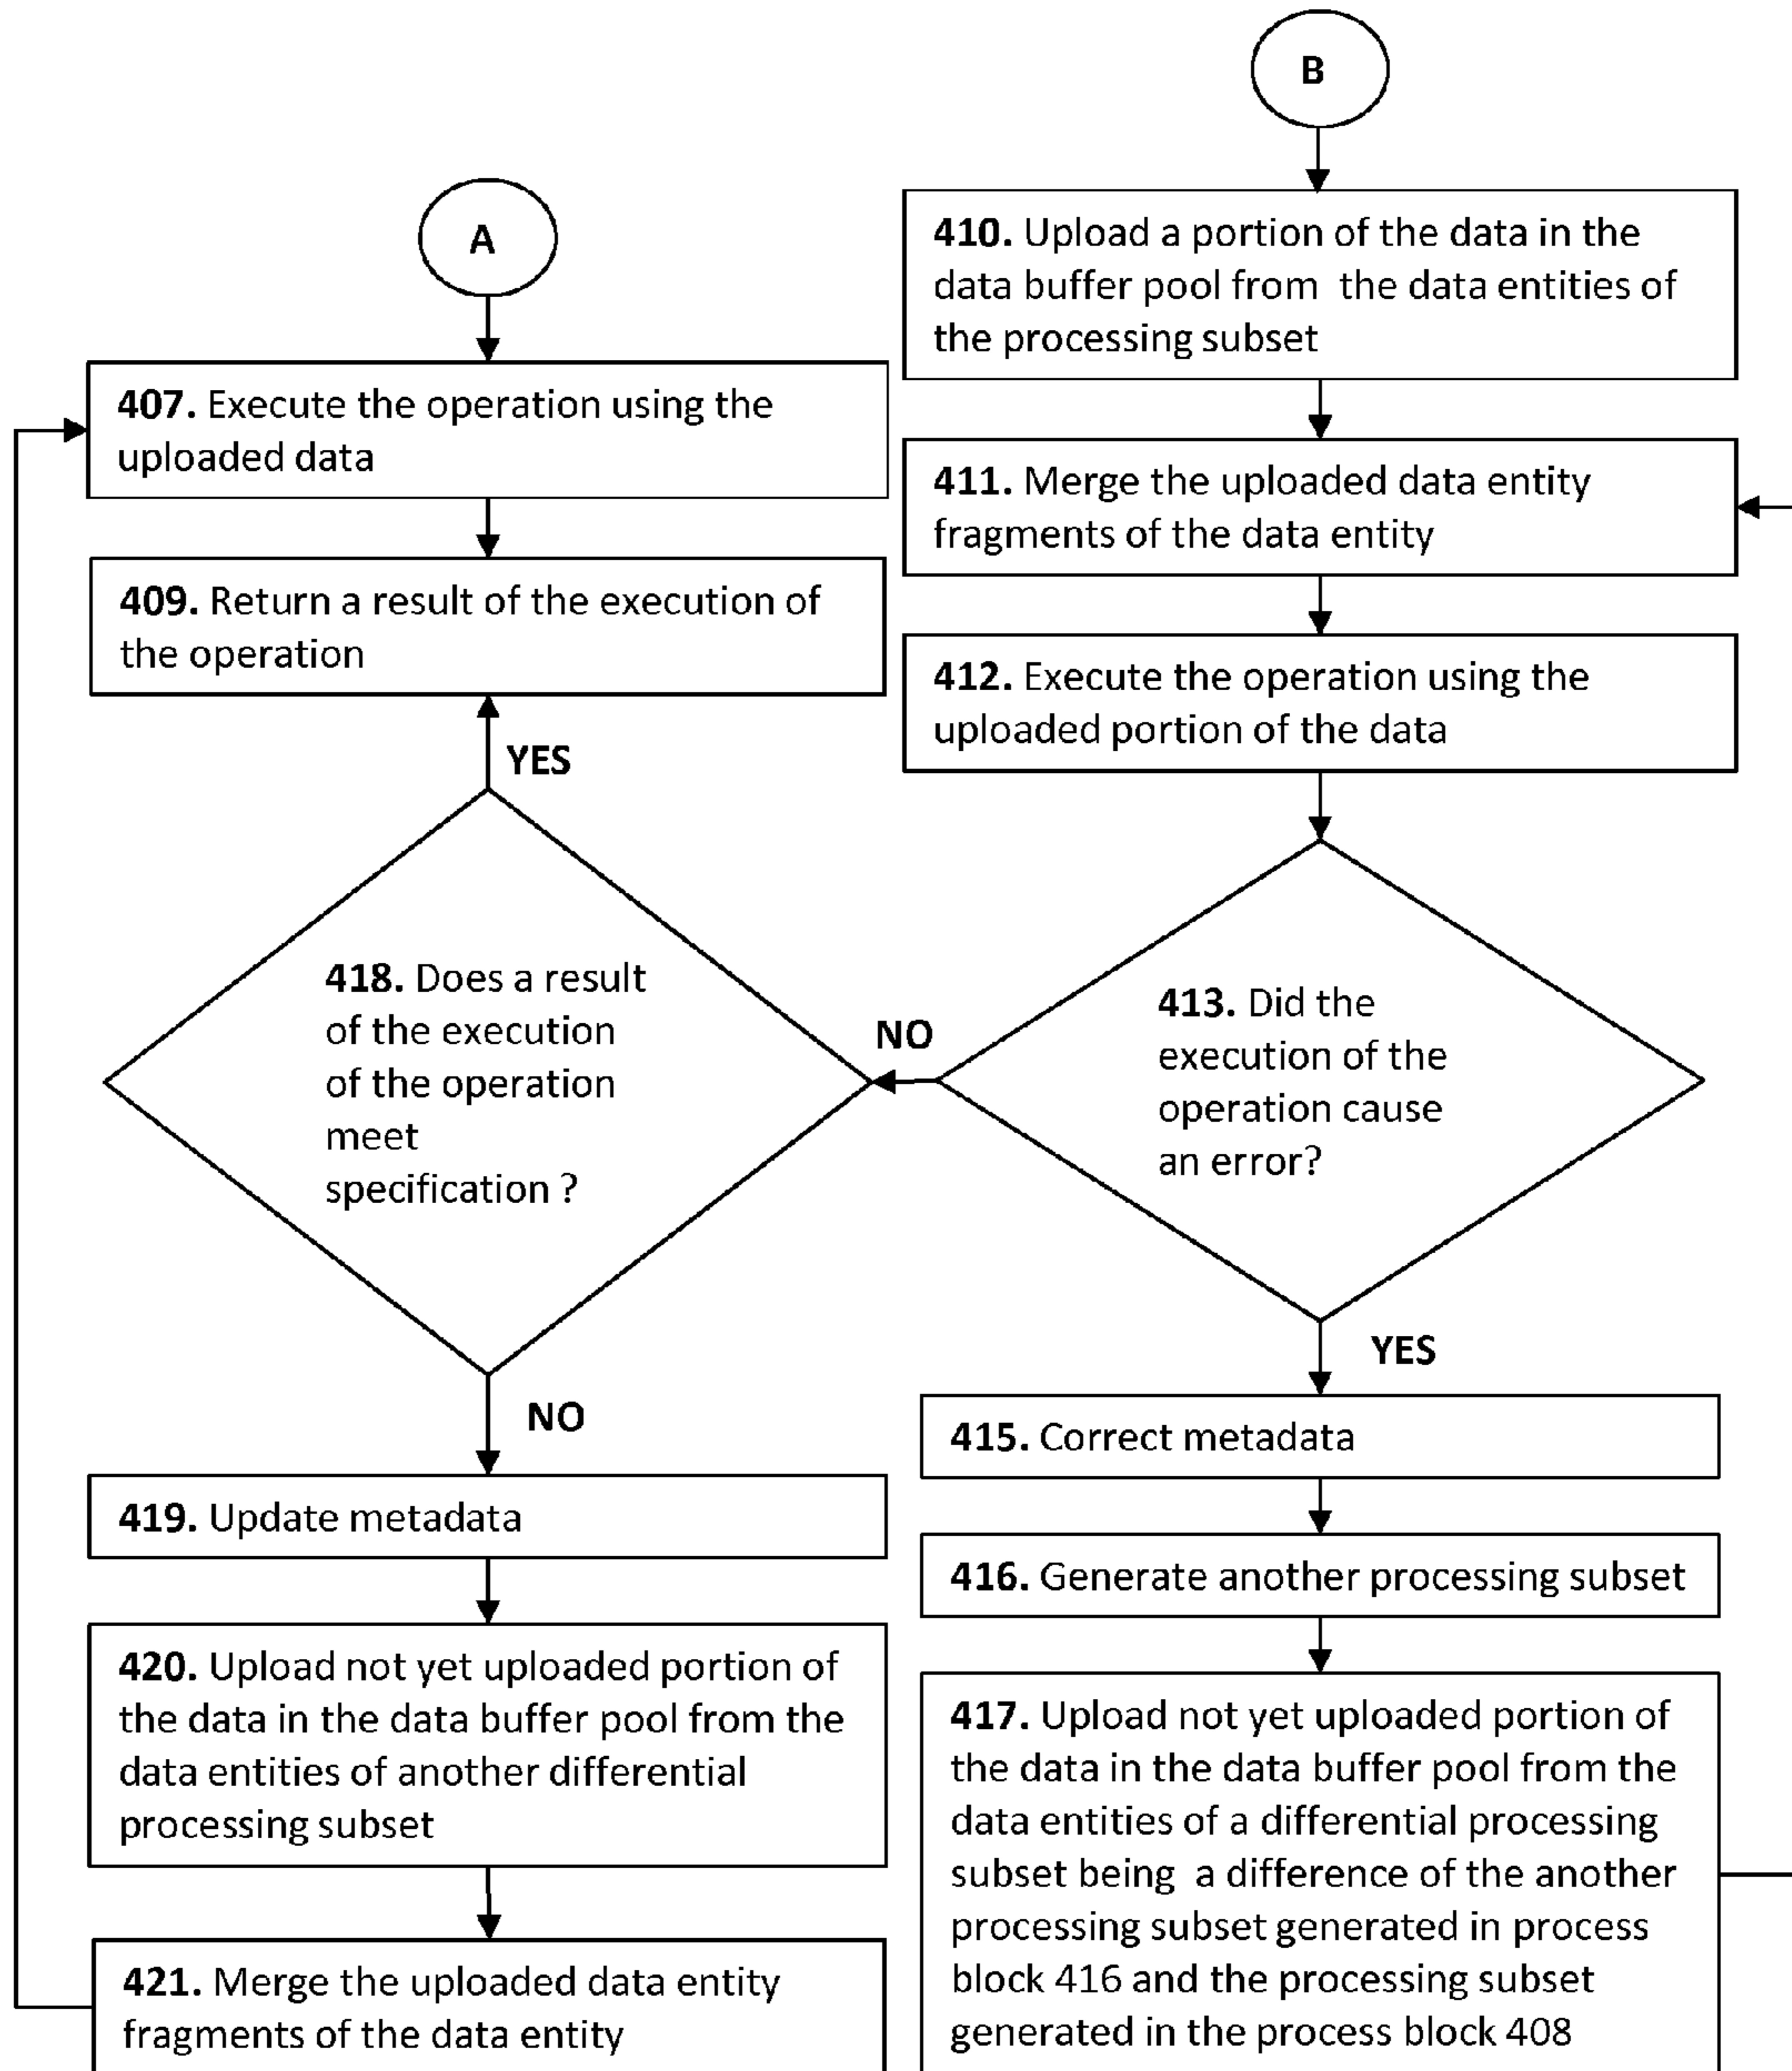 A
407. Execute the operation using the
uploaded data
409. Return a result of the execution of
the operation
YES
418. Does a result
of the execution
of the operation
meet
specification ?
NO
419. Update metadata
420. Upload not yet uploaded portion of
the data in the data buffer pool from the
data entities of another differential
processing subset
421. Merge the uploaded data entity
fragments of the data entity
B
410. Upload a portion of the data in the
data buffer pool from  the data entities of
the processing subset
411. Merge the uploaded data entity
fragments of the data entity
412. Execute the operation using the
uploaded portion of the data
413. Did the
execution of the
operation cause
an error?
NO
YES
415. Correct metadata
416. Generate another processing subset
417. Upload not yet uploaded portion of
the data in the data buffer pool from the
data entities of a differential processing
subset being  a difference of the another
processing subset generated in process
block 416 and the processing subset
generated in the process block 408